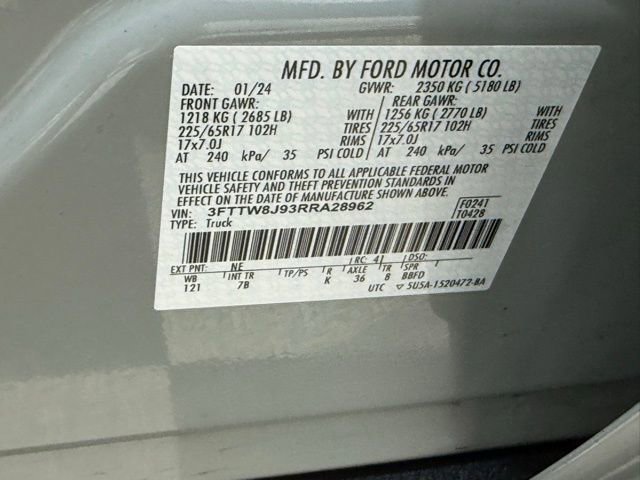 MFD. BY FORD MOTOR CO.
DATE: 01/24 GVWR: 2350 KG ( 5180 LB)
FRONT GAWR: REAR GAWR:
1218 KG ( 2685 LB) WITH 1256 KG ( 2770 LB) WITH
225/65R17 102H TIRES 225/65R17 102H TIRES
17x7.0J RIMS 17x7.0J RIMS
AT 240 kPa/ 35 PSI COLD AT 240 kPa/ 35 PSI COLD
THIS VEHICLE CONFORMS TO ALL APPLICABLE FEDERAL MOTOR
VEHICLE SAFETY AND THEFT PREVENTION STANDARDS IN
EFFECT ON THE DATE OF MANUFACTURE SHOWN ABOVE.
VIN: 3FTTW8J93RRA28962 F0241
TYPE: Truck T0428
EXT PNT: NE RC: 41 DSO:
WB INT TR TP/PS R AXLE TR SPR
121 7B K 36 8 BBFD
UTC ▽ 5U5A-1520472-BA